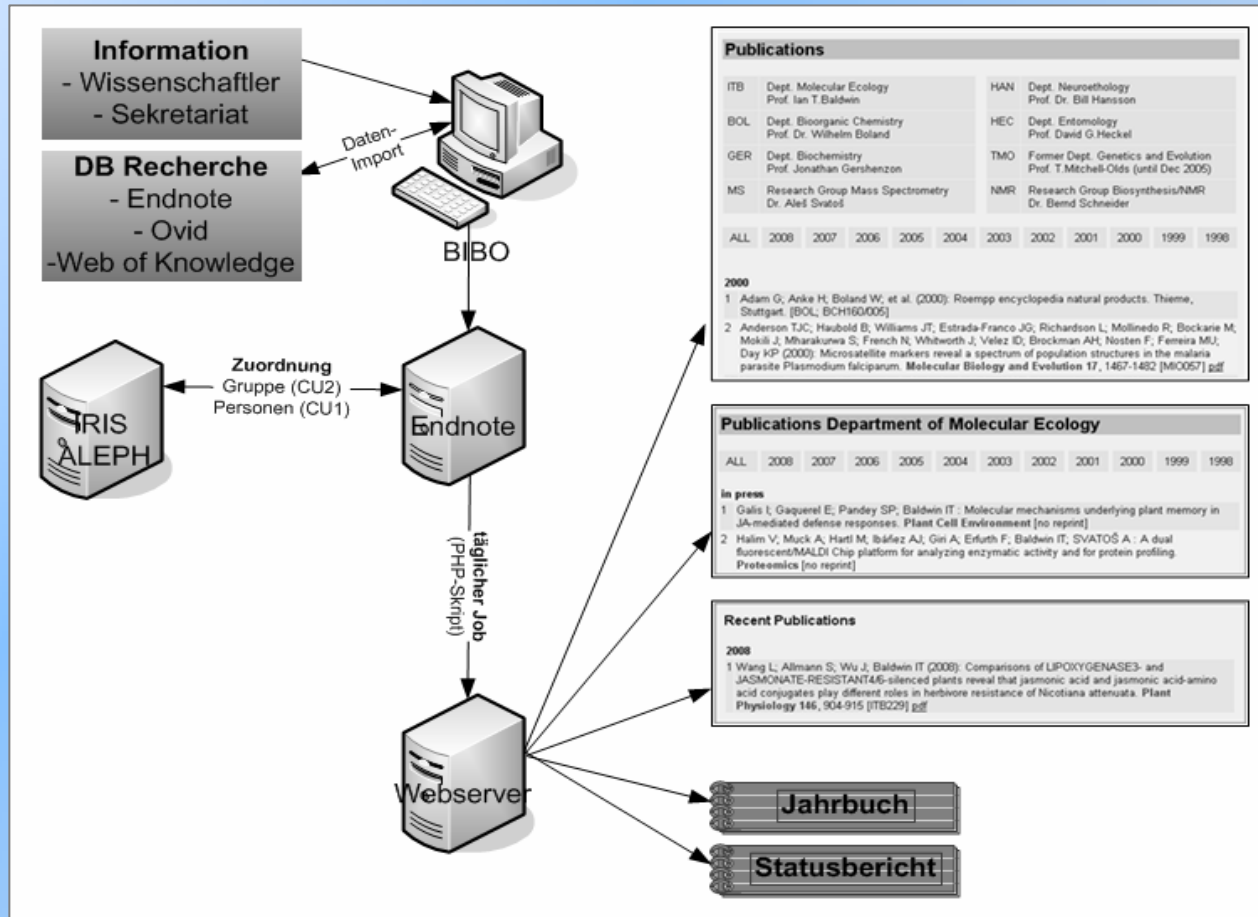 Information
- Wissenschaftler
- Sekretariat
DB Recherche
- Endnote
- Ovid
-Web of Knowledge
Daten-
Import
BIBO
Zuordnung
Gruppe (CU2)
Personen (CU1)
IRIS
ALEPH
Endnote
täglicher Job
(PHP-Skript)
Webserver
Publications
ITB Dept. Molecular Ecology HAN Dept. Neuroethology
Prof. Ian T.Baldwin Prof. Dr. Bill Hansson
BOL Dept. Bioorganic Chemistry HEC Dept. Entomology
Prof. Dr. Wilhelm Boland Prof. David G.Heckel
GER Dept. Biochemistry TMO Former Dept. Genetics and Evolution
Prof. Jonathan Gershenzon Prof. T.Mitchell-Olds (until Dec 2005)
MS Research Group Mass Spectrometry NMR Research Group Biosynthesis/NMR
Dr. Aleš Svatoš Dr. Bernd Schneider
ALL 2008 2007 2006 2005 2004 2003 2002 2001 2000 1999 1998
2000
1 Adam G; Anke H; Boland W; et al. (2000): Roempp encyclopedia natural products. Thieme,
Stuttgart. [BOL; BCH160/005]
2 Anderson TJC; Haubold B; Williams JT; Estrada-Franco JG; Richardson L; Mollinedo R; Bockarie M;
Mokili J; Mharakurwa S; French N; Whitworth J; Velez ID; Brockman AH; Nosten F; Ferreira MU;
Day KP (2000): Microsatellite markers reveal a spectrum of population structures in the malaria
parasite Plasmodium falciparum. Molecular Biology and Evolution 17, 1467-1482 [MIO057] pdf
Publications Department of Molecular Ecology
ALL 2008 2007 2006 2005 2004 2003 2002 2001 2000 1999 1998
in press
1 Galis I; Gaquerel E; Pandey SP; Baldwin IT : Molecular mechanisms underlying plant memory in
JA-mediated defense responses. Plant Cell Environment [no reprint]
2 Halim V; Muck A; Hartl M; Ibáñez AJ; Giri A; Erfurth F; Baldwin IT; SVATOŠ A : A dual
fluorescent/MALDI Chip platform for analyzing enzymatic activity and for protein profiling.
Proteomics [no reprint]
Recent Publications
2008
1 Wang L; Allmann S; Wu J; Baldwin IT (2008): Comparisons of LIPOXYGENASE3- and
JASMONATE-RESISTANT4/6-silenced plants reveal that jasmonic acid and jasmonic acid-amino
acid conjugates play different roles in herbivore resistance of Nicotiana attenuata. Plant
Physiology 146, 904-915 [ITB229] pdf
Jahrbuch
Statusbericht